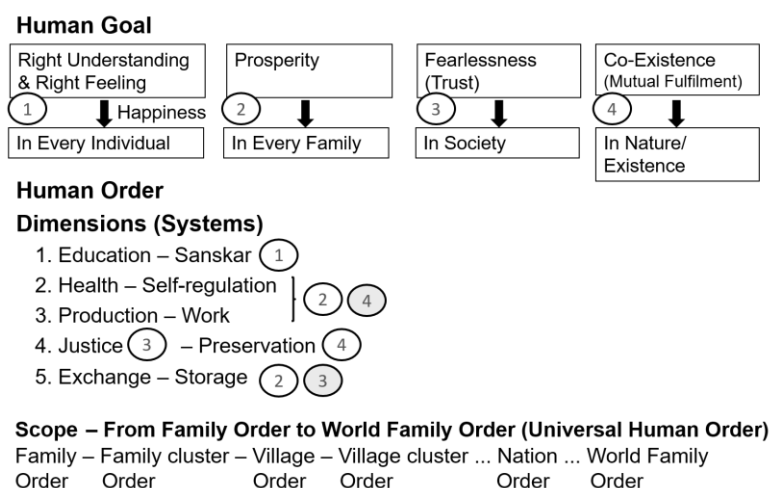 Human Goal
Right Understanding & Right Feeling
Prosperity
Fearlessness (Trust)
Co-Existence (Mutual Fulfilment)
1 Happiness 2 3 4
In Every Individual
In Every Family
In Society
In Nature/ Existence
Human Order
Dimensions (Systems)
1. Education – Sanskar 1
2. Health – Self-regulation
3. Production – Work 2 4
4. Justice 3 – Preservation 4
5. Exchange – Storage 2 3
Scope – From Family Order to World Family Order (Universal Human Order)
Family – Family cluster – Village – Village cluster ... Nation ... World Family
Order Order Order Order Order Order